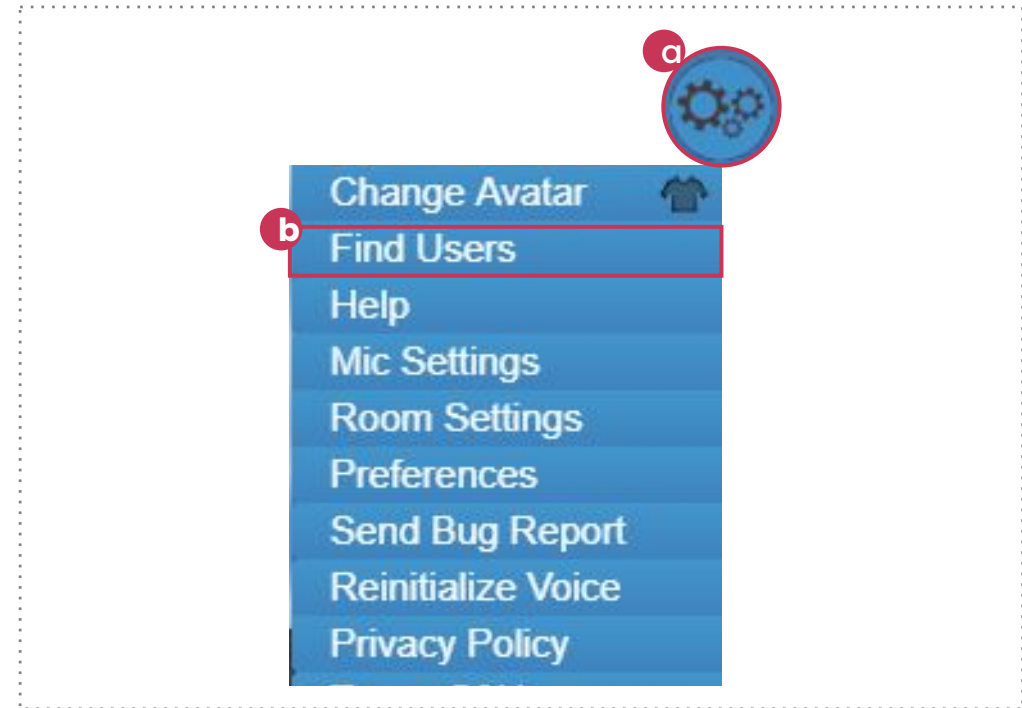 a
Change Avatar
b
Find Users
Help
Mic Settings
Room Settings
Preferences
Send Bug Report
Reinitialize Voice
Privacy Policy